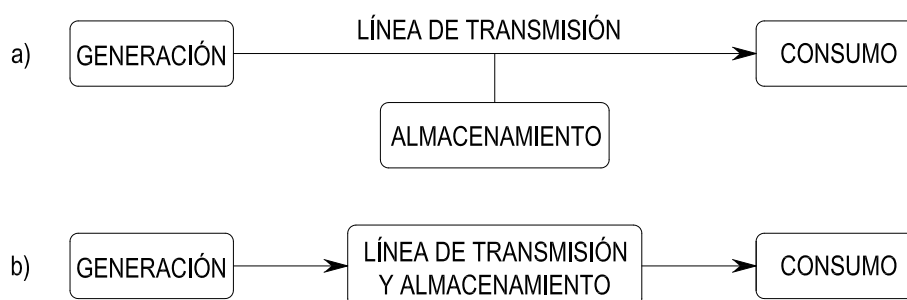 a) GENERACIÓN LÍNEA DE TRANSMISIÓN CONSUMO
ALMACENAMIENTO
b) GENERACIÓN LÍNEA DE TRANSMISIÓN CONSUMO
Y ALMACENAMIENTO